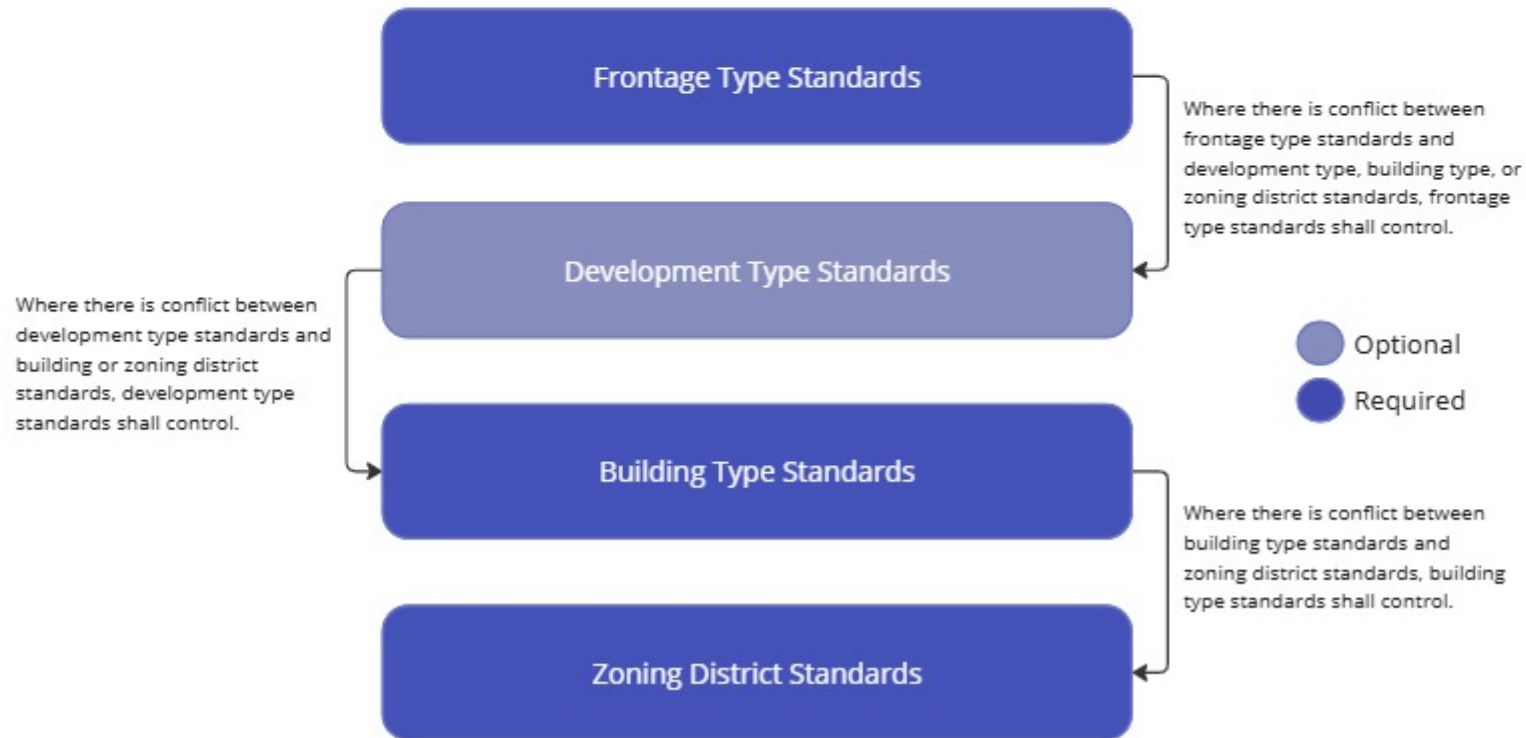 Frontage Type Standards
Where there is conflict between
frontage type standards and
development type, building type, or
zoning district standards, frontage
type standards shall control.
Development Type Standards
Where there is conflict between
development type standards and
building or zoning district
standards, development type
standards shall control.
Optional
Required
Building Type Standards
Where there is conflict between
building type standards and
zoning district standards, building
type standards shall control.
Zoning District Standards